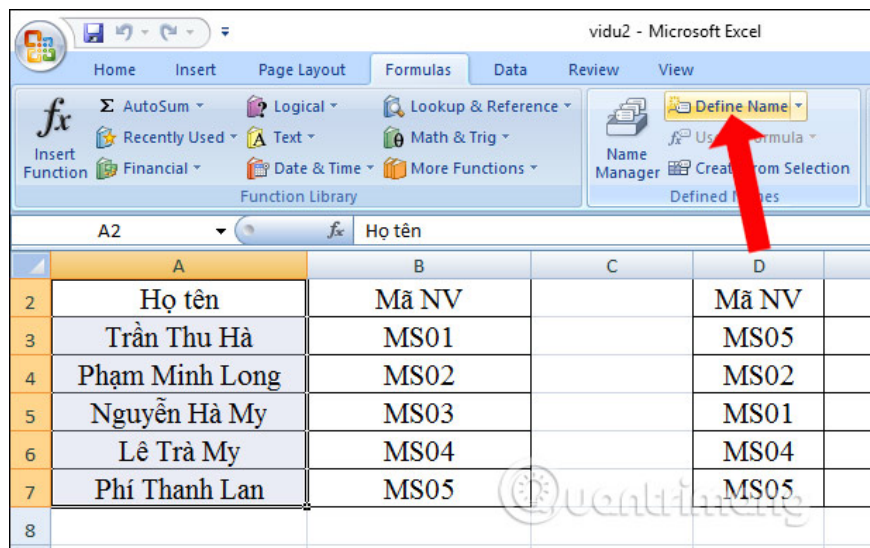 vidu2 - Microsoft Excel
Home Insert Page Layout Formulas Data Review View
fx Σ AutoSum Logical Lookup & Reference Define Name
Recently Used Text Math & Trig
Insert Function Financial Date & Time More Functions Name Manager
Function Library
A2 fx Họ tên
A B C D
2 Họ tên Mã NV Mã NV
3 Trần Thu Hà MS01 MS05
4 Phạm Minh Long MS02 MS02
5 Nguyễn Hà My MS03 MS01
6 Lê Trà My MS04 MS04
7 Phí Thanh Lan MS05 MS05
Quantrimang
8